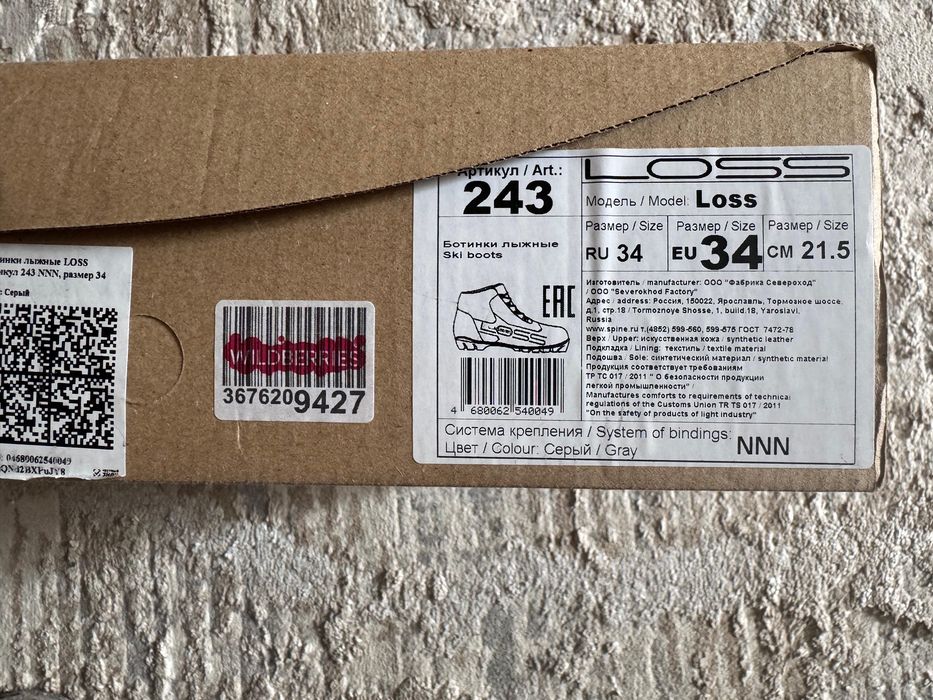 тинки лыжные LOSS
икул 243 NNN, размер 34
: Серый
: 04680062540049
WILDBERRIES
367620 9427
Артикул / Art.:
243
Ботинки лыжные
Ski boots
EAC
4 680062 540049
LOSS
Модель / Model: Loss
Размер / Size
RU 34
Размер / Size
EU 34
Размер / Size
CM 21.5
Изготовитель / manufacturer: ООО "Фабрика Североход"
/ OOO "Severokhod Factory"
Адрес / address: Россия, 150022, Ярославль, Тормозное шоссе,
д.1, стр.18 / Tormoznoye Shosse, 1, build.18, Yaroslavl,
Russia
www.spine.ru т.(4852) 599-560, 599-575 ГОСТ 7472-78
Верх / Upper: искусственная кожа / synthetic leather
Подкладка / Lining: текстиль / textile material
Подошва / Sole: синтетический материал / synthetic material
Продукция соответствует требованиям
ТР ТС 017 / 2011 " О безопасности продукции
легкой промышленности" /
Manufactures comforts to requirements of technical
regulations of the Customs Union TR TS 017 / 2011
"On the safety of products of light industry"
Система крепления / System of bindings: NNN
Цвет / Colour: Серый / Gray